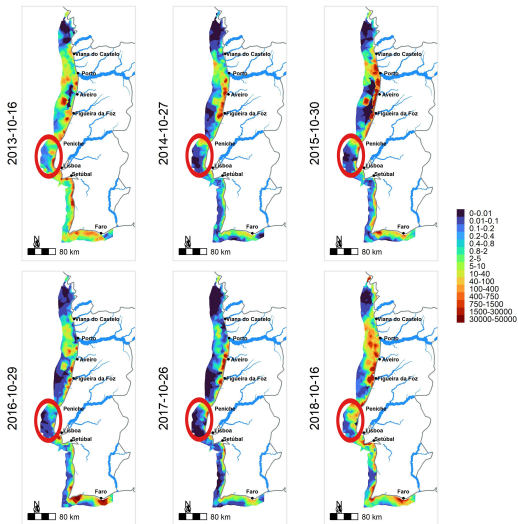 2013-10-16
Viana do Castelo
Porto
Aveiro
Figueira da Foz
Peniche
Lisboa
Setúbal
Faro
N
80 km
2014-10-27
Viana do Castelo
Porto
Aveiro
Figueira da Foz
Peniche
Lisboa
Setúbal
Faro
N
80 km
2015-10-30
Viana do Castelo
Porto
Aveiro
Figueira da Foz
Peniche
Lisboa
Setúbal
Faro
N
80 km
0-0.01
0.01-0.1
0.1-0.2
0.2-0.4
0.4-0.8
0.8-2
2-5
5-10
10-40
40-100
100-400
400-750
750-1500
1500-30000
30000-50000
2016-10-29
Viana do Castelo
Porto
Aveiro
Figueira da Foz
Peniche
Lisboa
Setúbal
Faro
N
80 km
2017-10-26
Viana do Castelo
Porto
Aveiro
Figueira da Foz
Peniche
Lisboa
Setúbal
Faro
N
80 km
2018-10-16
Viana do Castelo
Porto
Aveiro
Figueira da Foz
Peniche
Lisboa
Setúbal
Faro
N
80 km